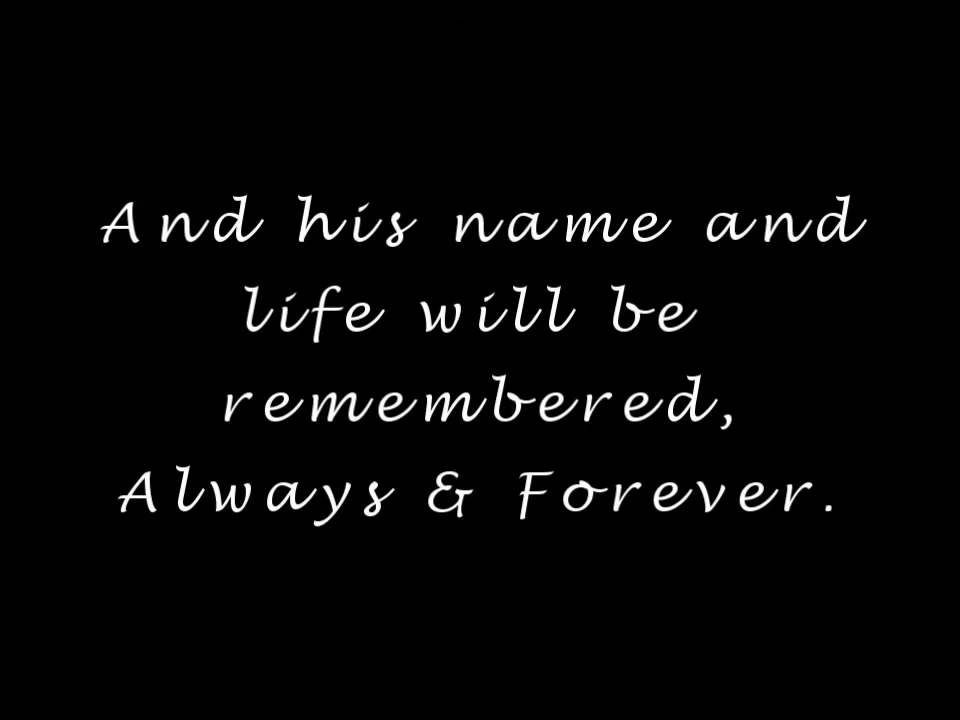 And his name and
life will be
remembered,
Always & Forever.